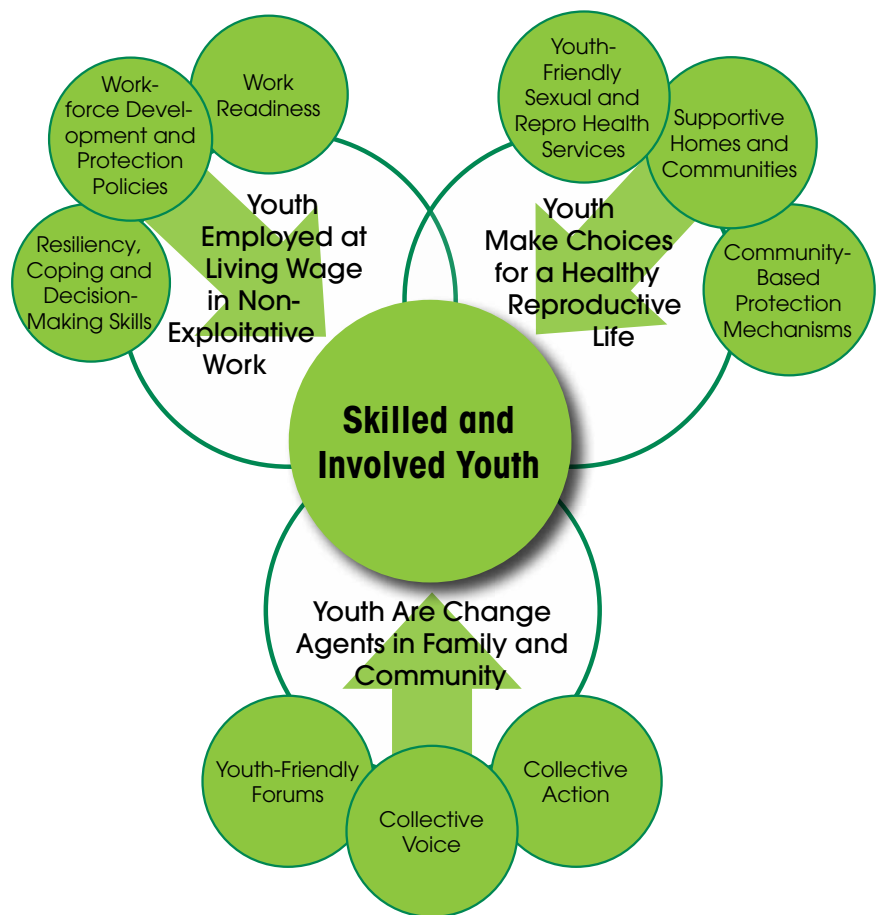 Work-
force Devel-
opment and
Protection
Policies
Work
Readiness
Resiliency,
Coping and
Decision-
Making Skills
Youth
Employed at
Living Wage
in Non-
Exploitative
Work
Youth-
Friendly
Sexual and
Repro Health
Services
Supportive
Homes and
Communities
Community-
Based
Protection
Mechanisms
Youth
Make Choices
for a Healthy
Reproductive
Life
Skilled and
Involved Youth
Youth Are Change
Agents in Family and
Community
Youth-Friendly
Forums
Collective
Voice
Collective
Action